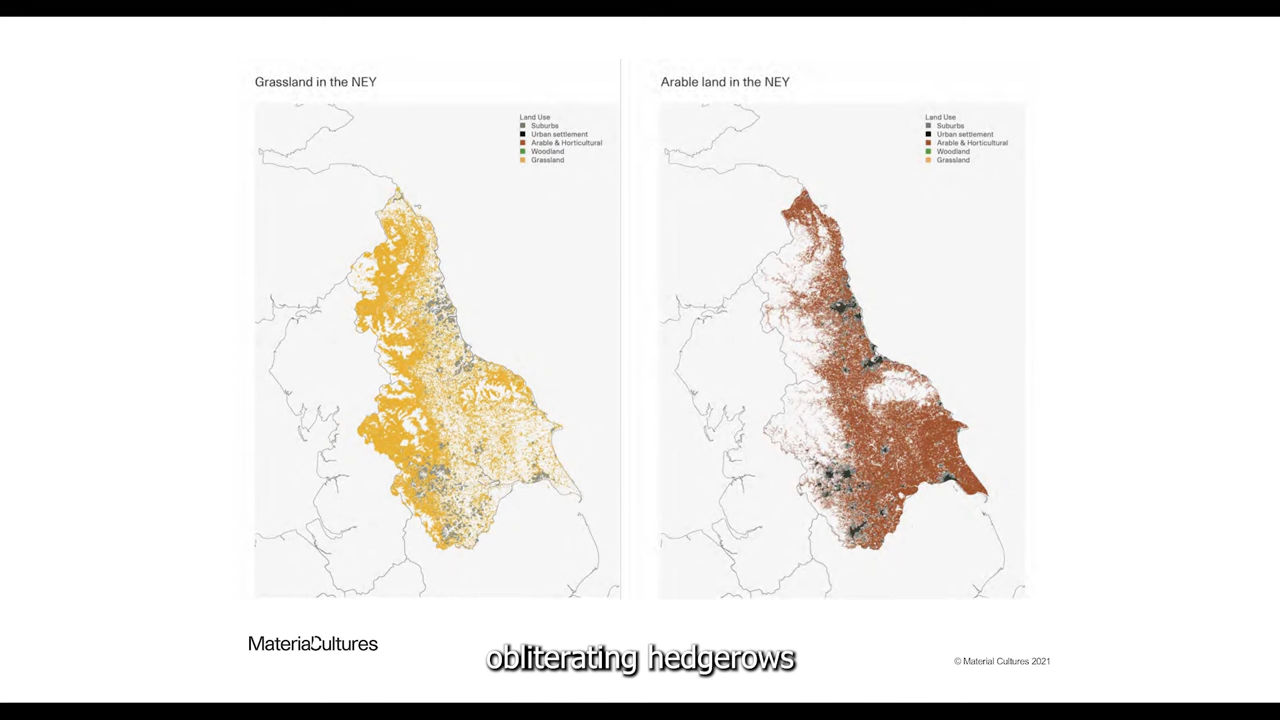 Grassland in the NEY
Land Use
Suburbs
Urban settlement
Arable & Horticultural
Woodland
Grassland
Arable land in the NEY
Land Use
Suburbs
Urban settlement
Arable & Horticultural
Woodland
Grassland
MaterialCultures
obliterating hedgerows
© Material Cultures 2021